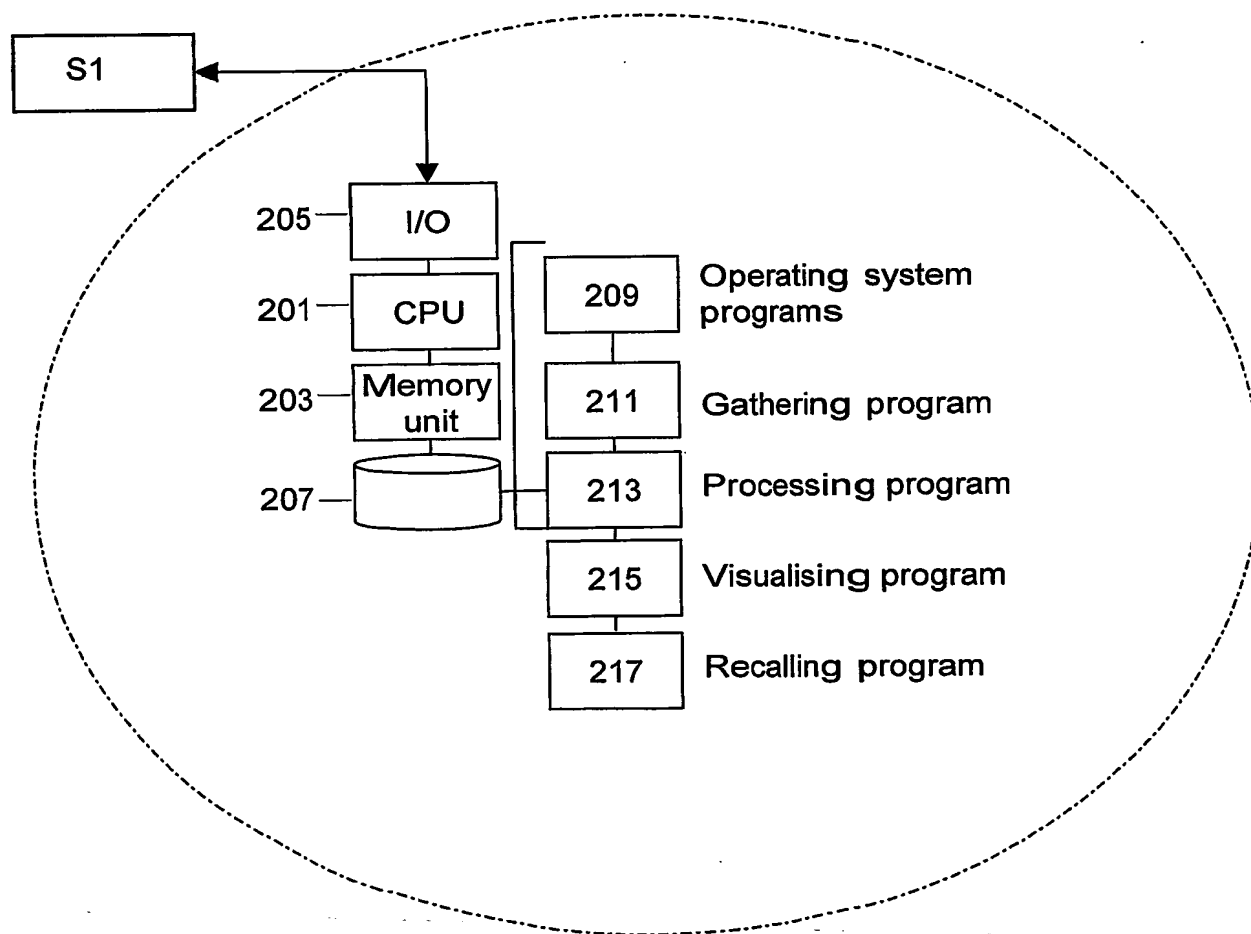 S1
205
I/O
201
CPU
203
Memory
unit
207
209
Operating system
programs
211
Gathering program
213
Processing program
215
Visualising program
217
Recalling program